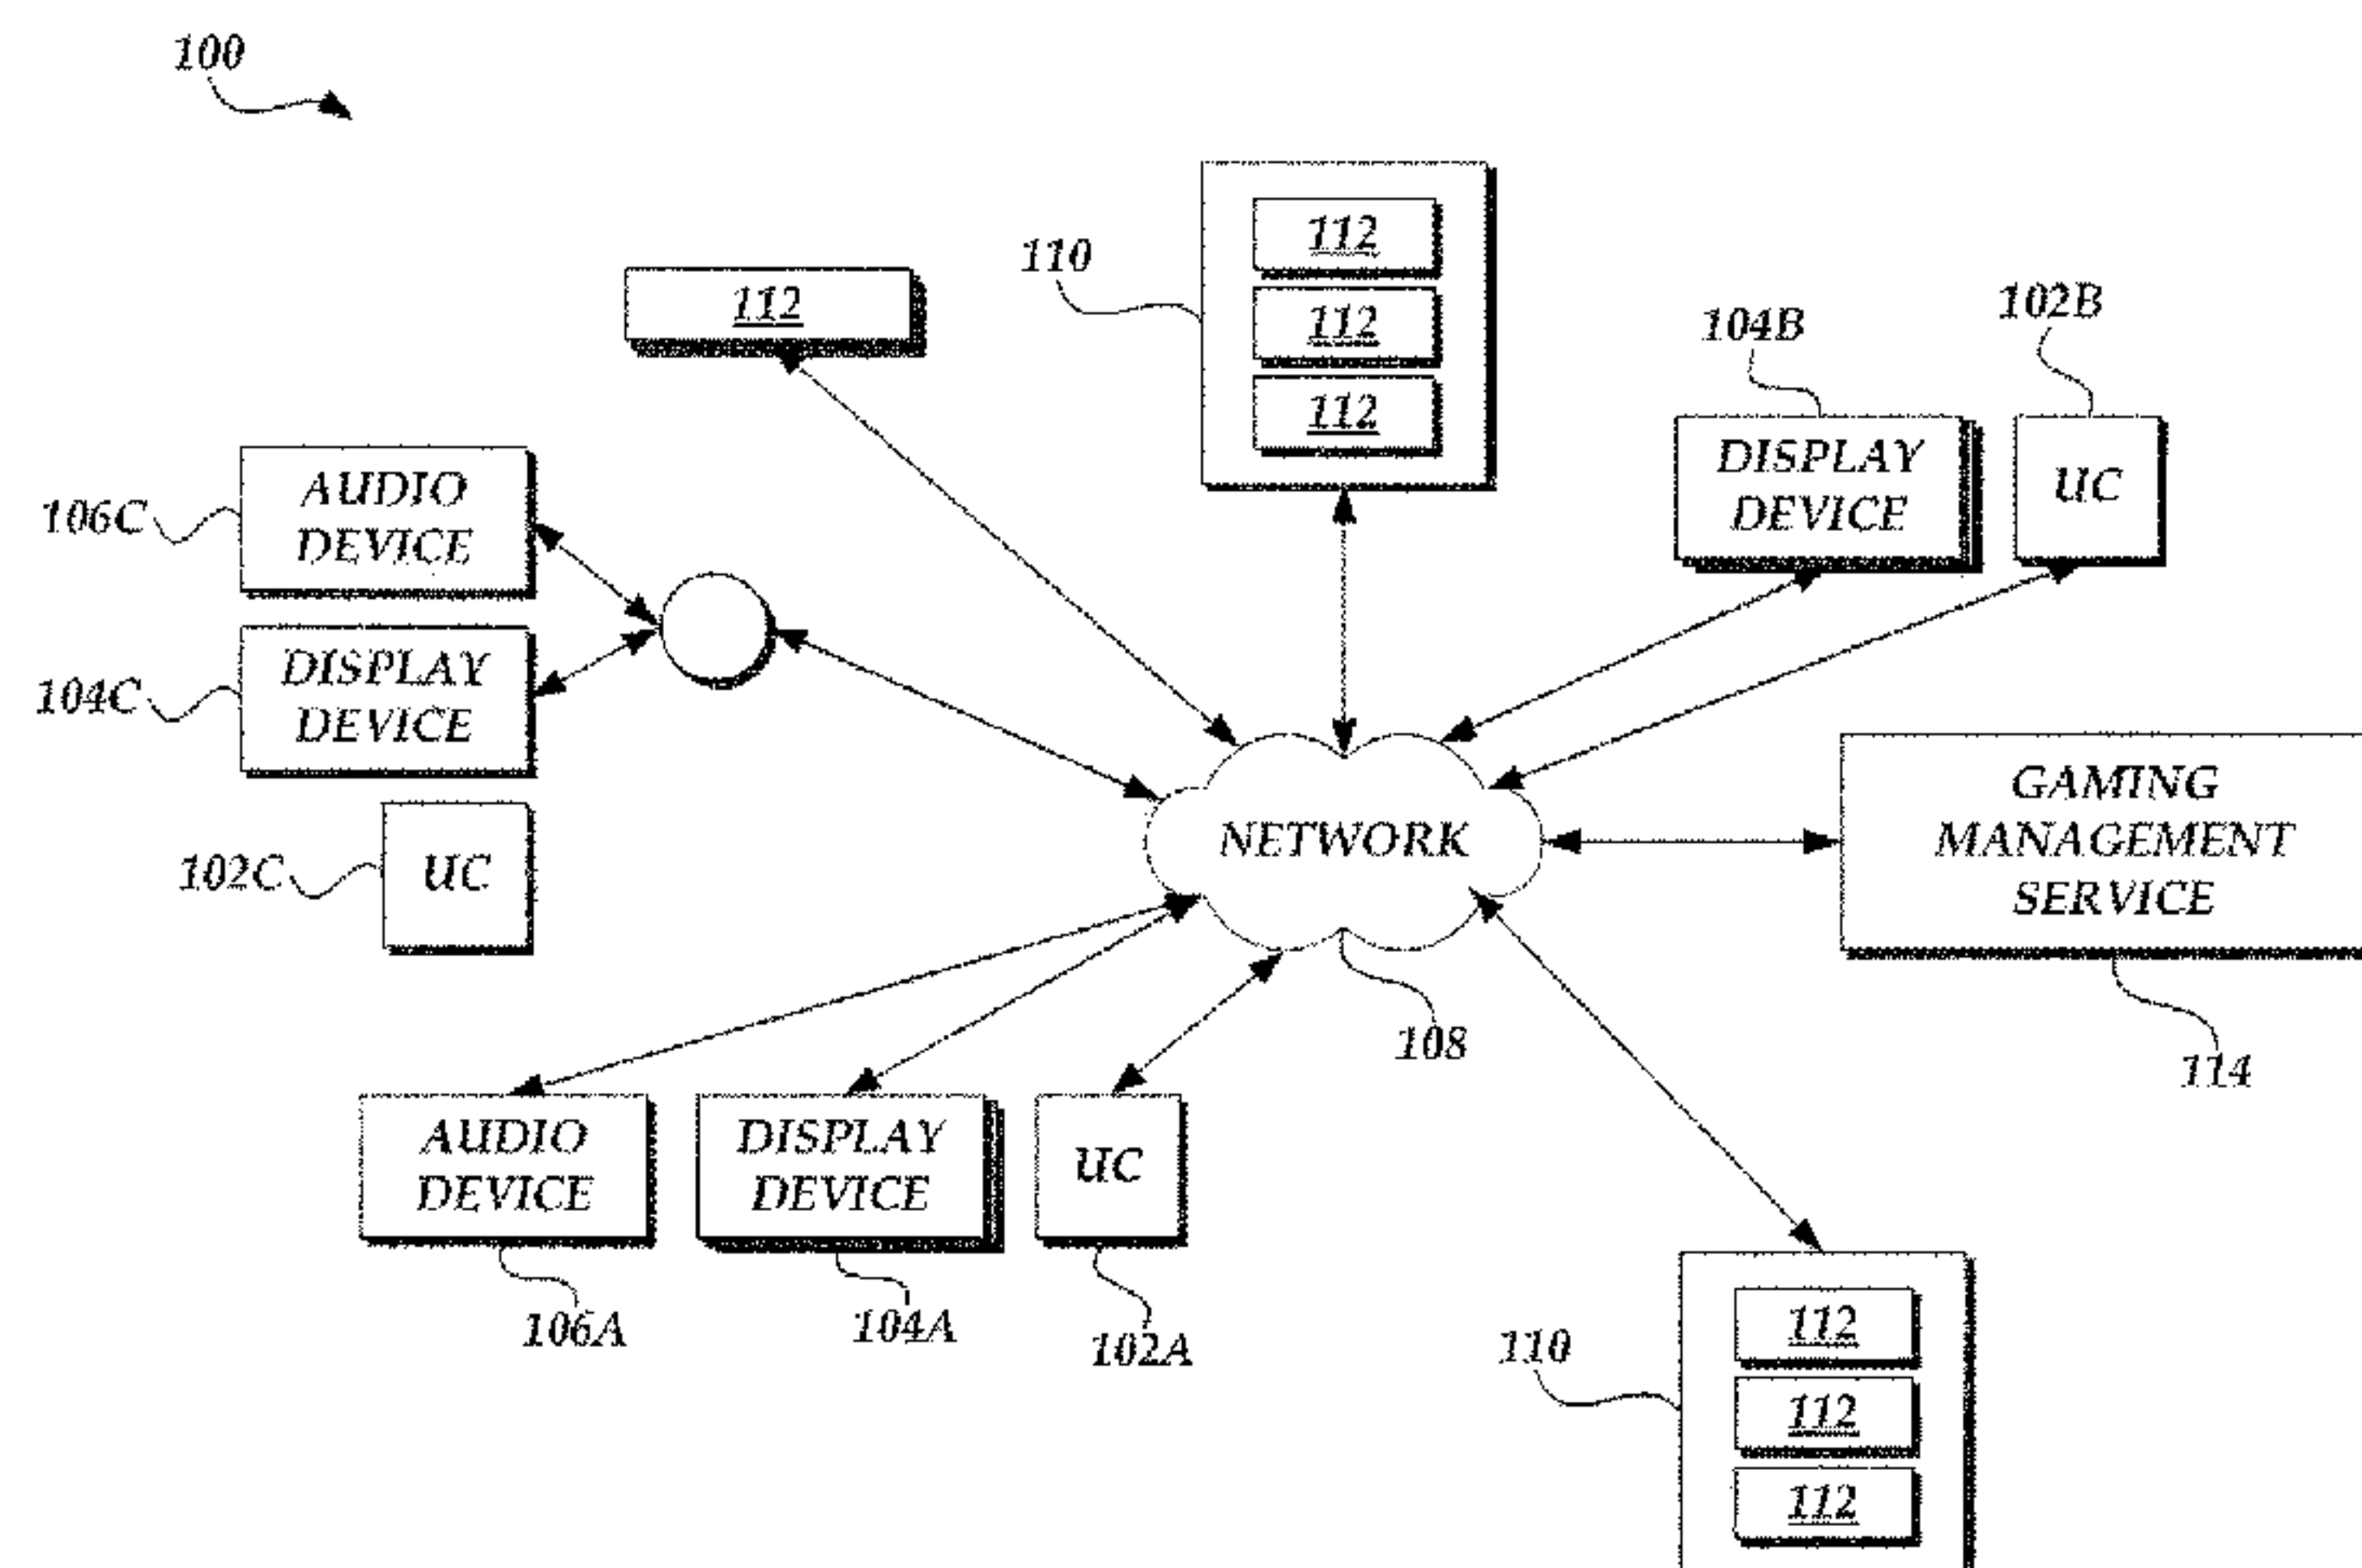 100
112
110
112
112
112
104B
102B
DISPLAY
DEVICE
UC
106C
AUDIO
DEVICE
104C
DISPLAY
DEVICE
102C
UC
NETWORK
108
GAMING
MANAGEMENT
SERVICE
114
AUDIO
DEVICE
106A
DISPLAY
DEVICE
104A
UC
102A
110
112
112
112